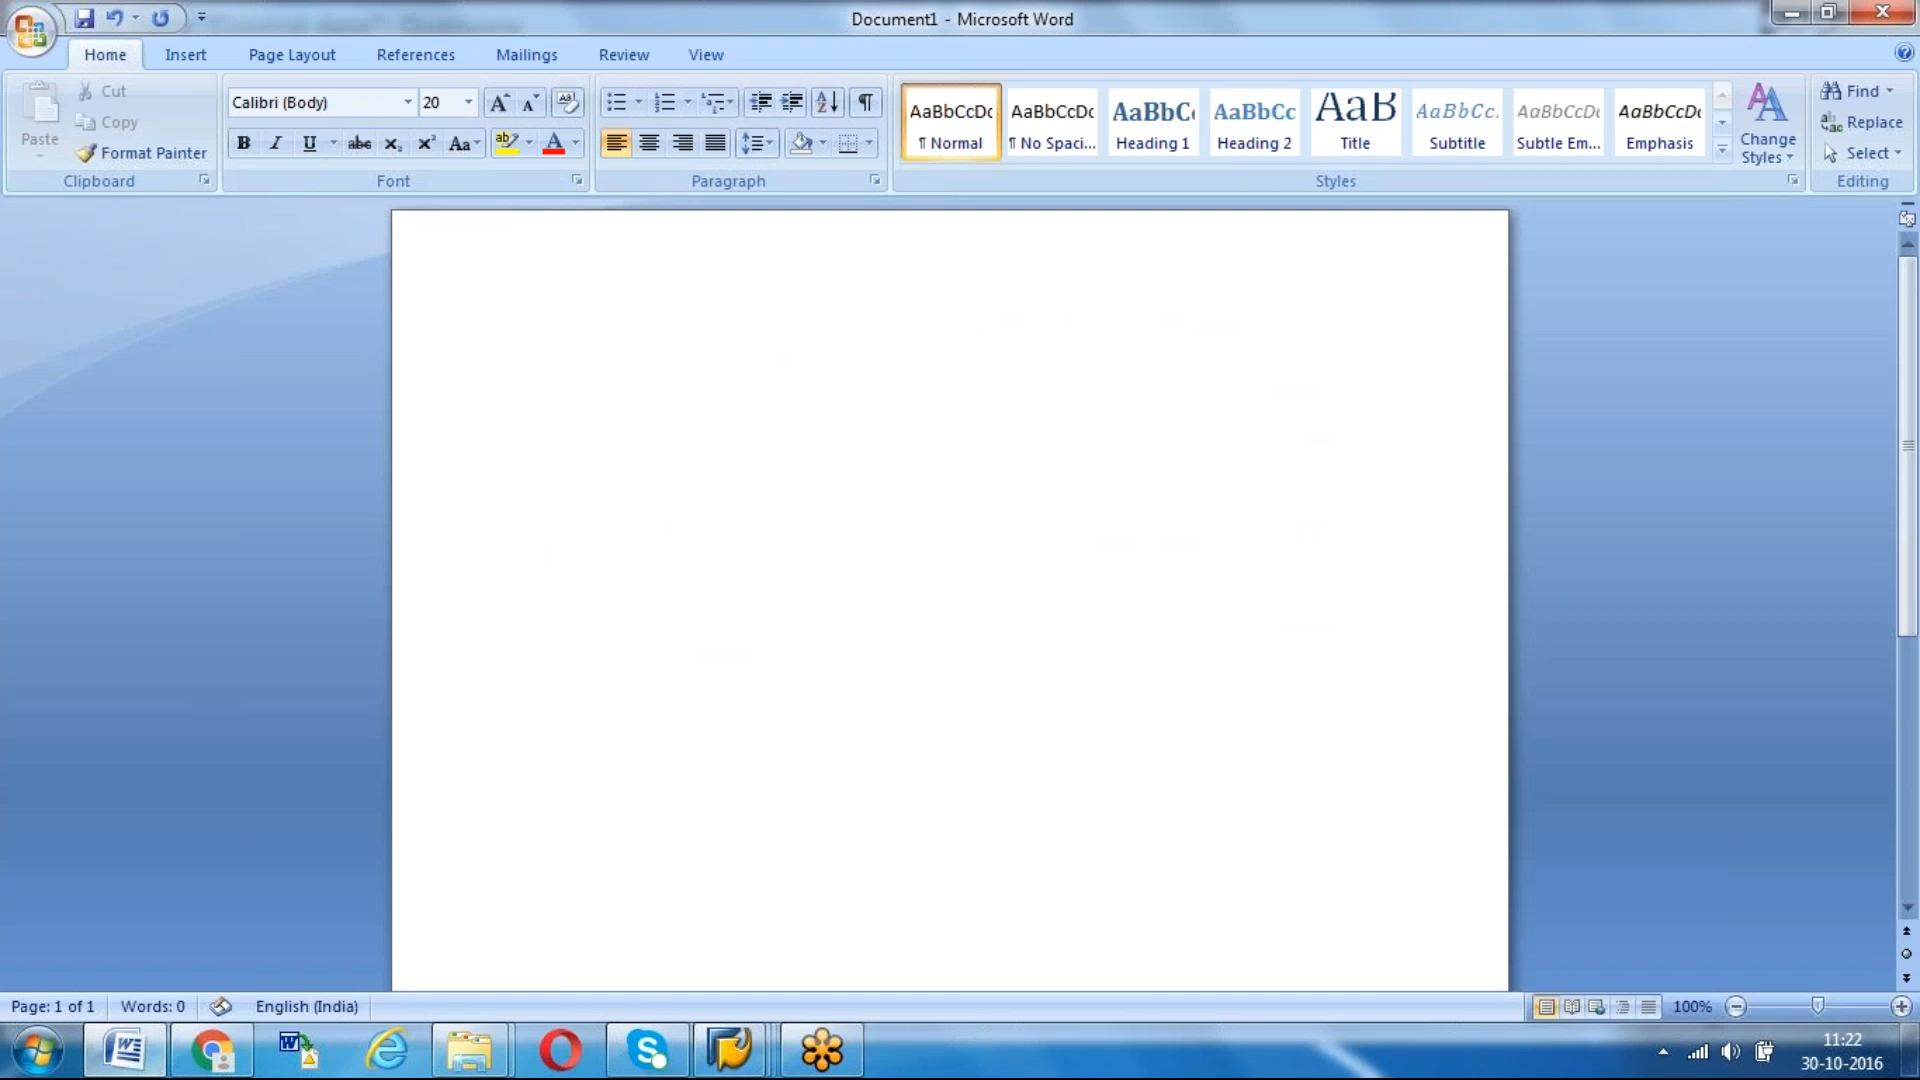 Document1 - Microsoft Word
Home Insert Page Layout References Mailings Review View
Paste
Cut
Copy
Format Painter
Clipboard
Calibri (Body) 20
Font
Paragraph
AaBbCcDc AaBbCcDc AaBbC AaBbCc AaB AaBbCc. AaBbCcDc AaBbCcDc
¶ Normal ¶ No Spaci... Heading 1 Heading 2 Title Subtitle Subtle Em... Emphasis
Change Styles
Styles
Find
Replace
Select
Editing
Page: 1 of 1 Words: 0 English (India) 100%
11:22
30-10-2016